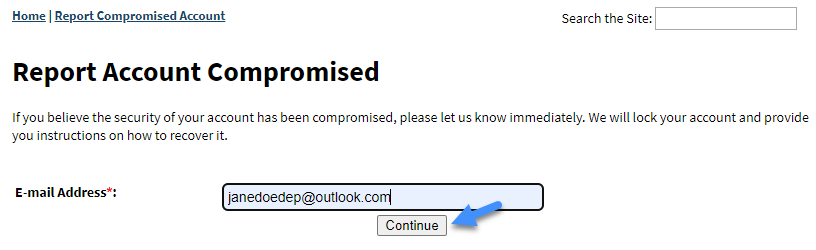 Home | Report Compromised Account
Search the Site:
Report Account Compromised
If you believe the security of your account has been compromised, please let us know immediately. We will lock your account and provide
you instructions on how to recover it.
E-mail Address*:
janedoedep@outlook.com
Continue